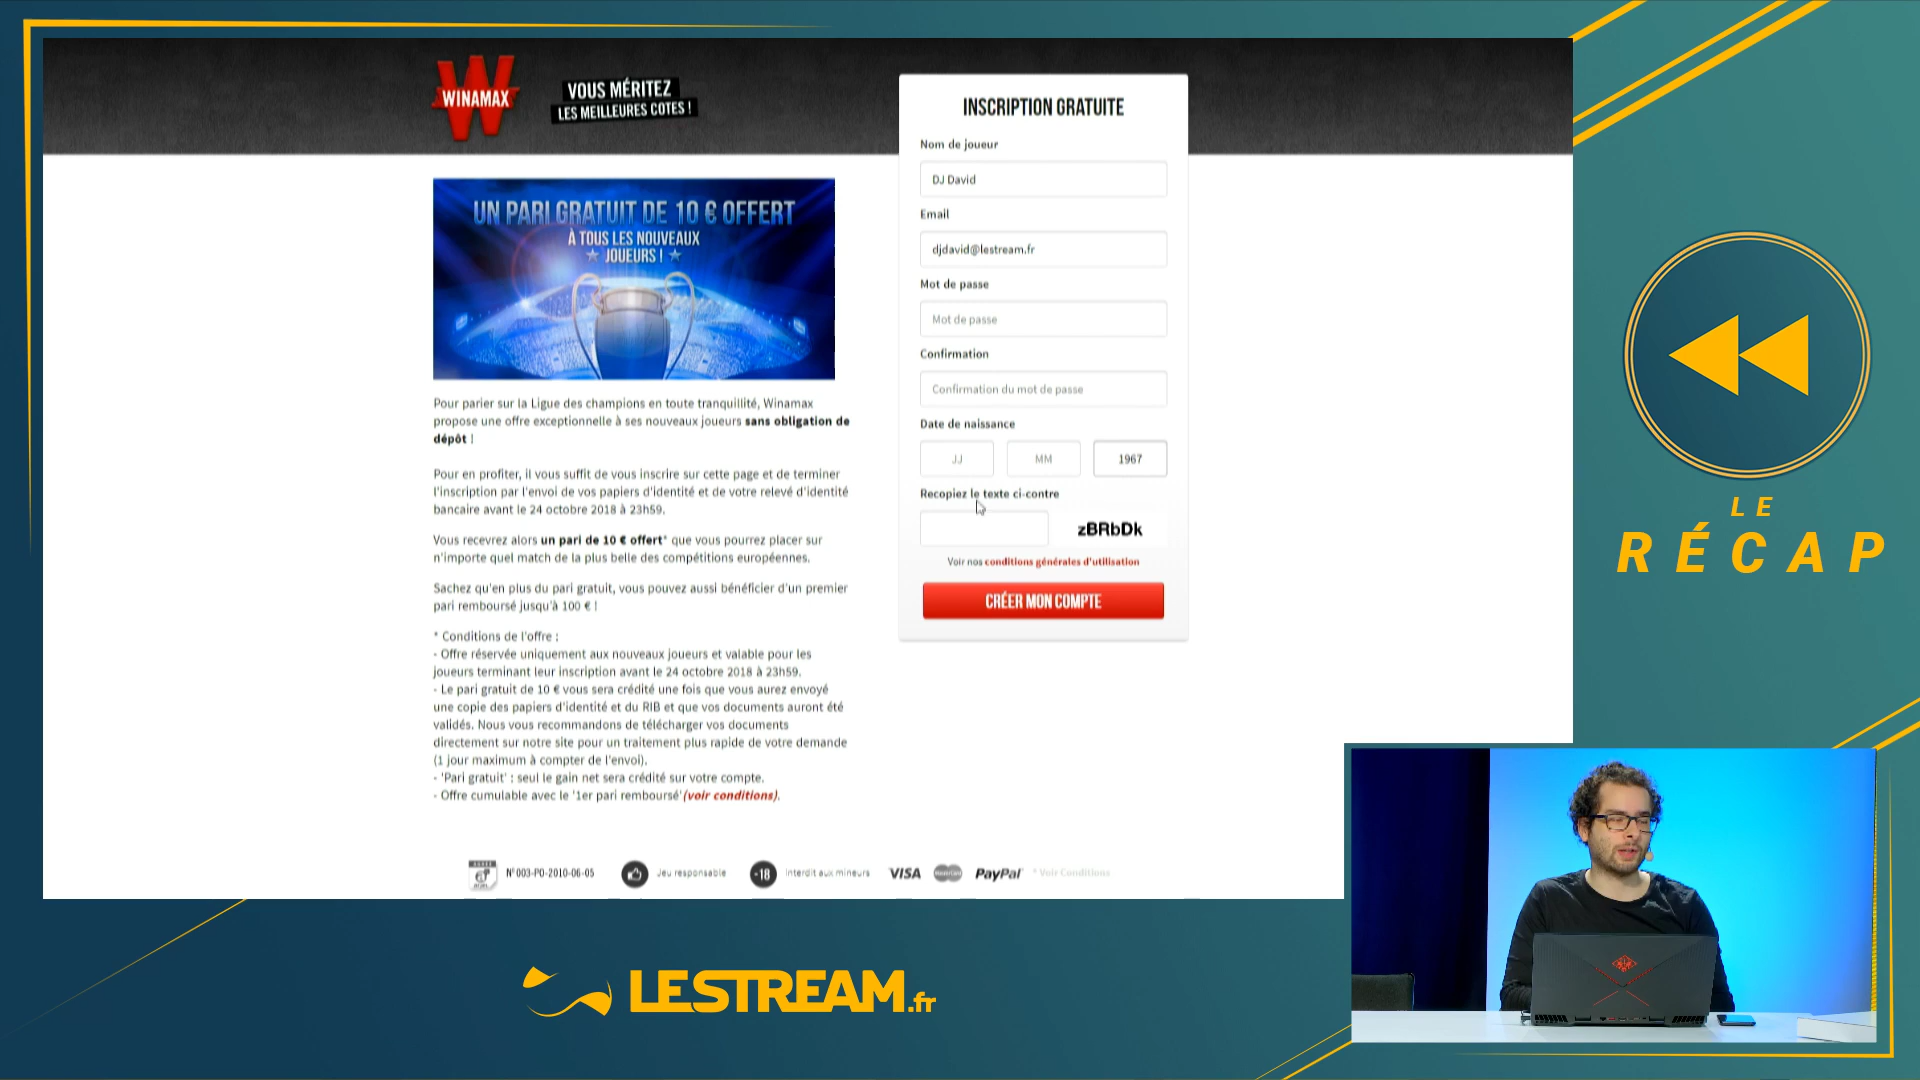 WINAMAX
VOUS MÉRITEZ
LES MEILLEURES COTES !
UN PARI GRATUIT DE 10 € OFFERT
À TOUS LES NOUVEAUX
JOUEURS !
Pour parier sur la Ligue des champions en toute tranquillité, Winamax
propose une offre exceptionnelle à ses nouveaux joueurs sans obligation de
dépôt !
Pour en profiter, il vous suffit de vous inscrire sur cette page et de terminer
l'inscription par l'envoi de vos papiers d'identité et de votre relevé d'identité
bancaire avant le 24 octobre 2018 à 23h59.
Vous recevrez alors un pari de 10 € offert* que vous pourrez placer sur
n'importe quel match de la plus belle des compétitions européennes.
Sachez qu'en plus du pari gratuit, vous pouvez aussi bénéficier d'un premier
pari remboursé jusqu'à 100 € !
* Conditions de l'offre :
- Offre réservée uniquement aux nouveaux joueurs et valable pour les
joueurs terminant leur inscription avant le 24 octobre 2018 à 23h59.
- Le pari gratuit de 10 € vous sera crédité une fois que vous aurez envoyé
une copie des papiers d'identité et du RIB et que vos documents auront été
validés. Nous vous recommandons de télécharger vos documents
directement sur notre site pour un traitement plus rapide de votre demande
(1 jour maximum à compter de l'envoi).
- 'Pari gratuit' : seul le gain net sera crédité sur votre compte.
- Offre cumulable avec le '1er pari remboursé'(voir conditions).
INSCRIPTION GRATUITE
Nom de joueur
DJ David
Email
djdavid@lestream.fr
Mot de passe
Mot de passe
Confirmation
Confirmation du mot de passe
Date de naissance
JJ MM 1967
Recopiez le texte ci-contre
zBRbDk
Voir nos conditions générales d'utilisation
CRÉER MON COMPTE
N° 003-PO-2010-06-05 Jeu responsable -18 Interdit aux mineurs VISA PayPal * Voir Conditions
LE
RÉCAP
LESTREAM.fr